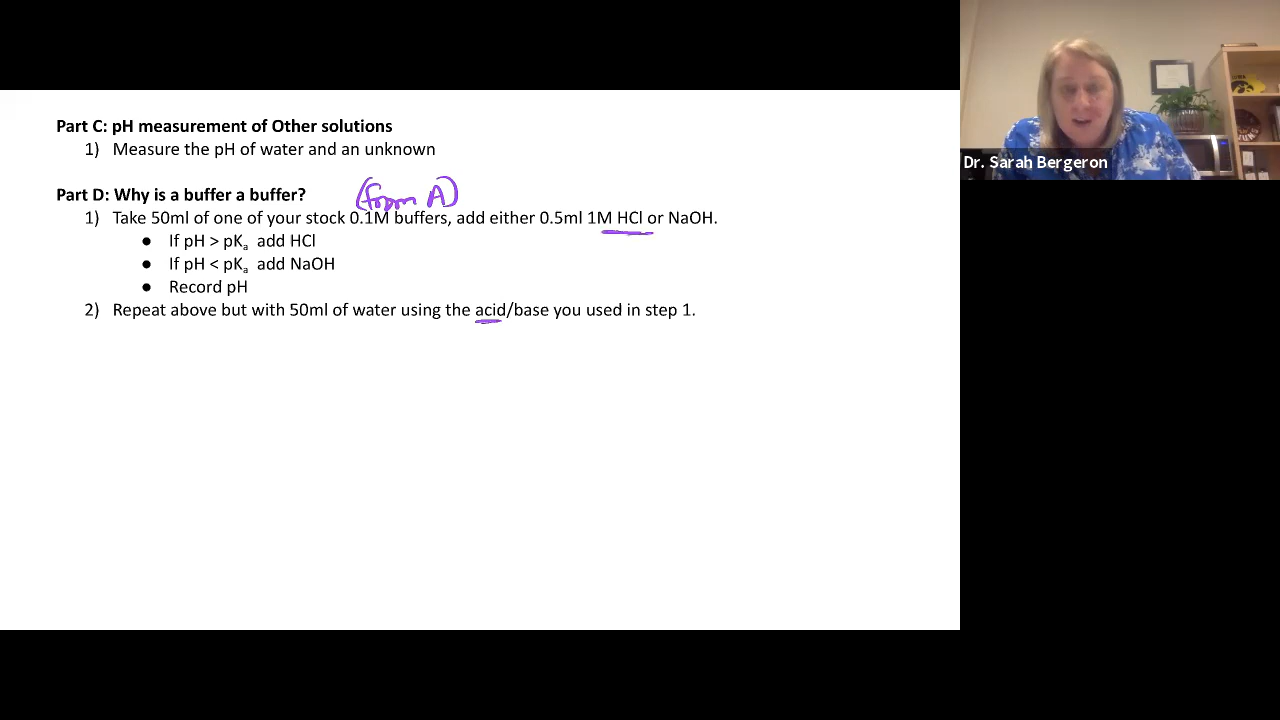 Part C: pH measurement of Other solutions
1) Measure the pH of water and an unknown
Part D: Why is a buffer a buffer? (from A)
1) Take 50ml of one of your stock 0.1M buffers, add either 0.5ml 1M HCl or NaOH.
● If pH > pKa add HCl
● If pH < pKa add NaOH
● Record pH
2) Repeat above but with 50ml of water using the acid/base you used in step 1.
Dr. Sarah Bergeron
IOWA